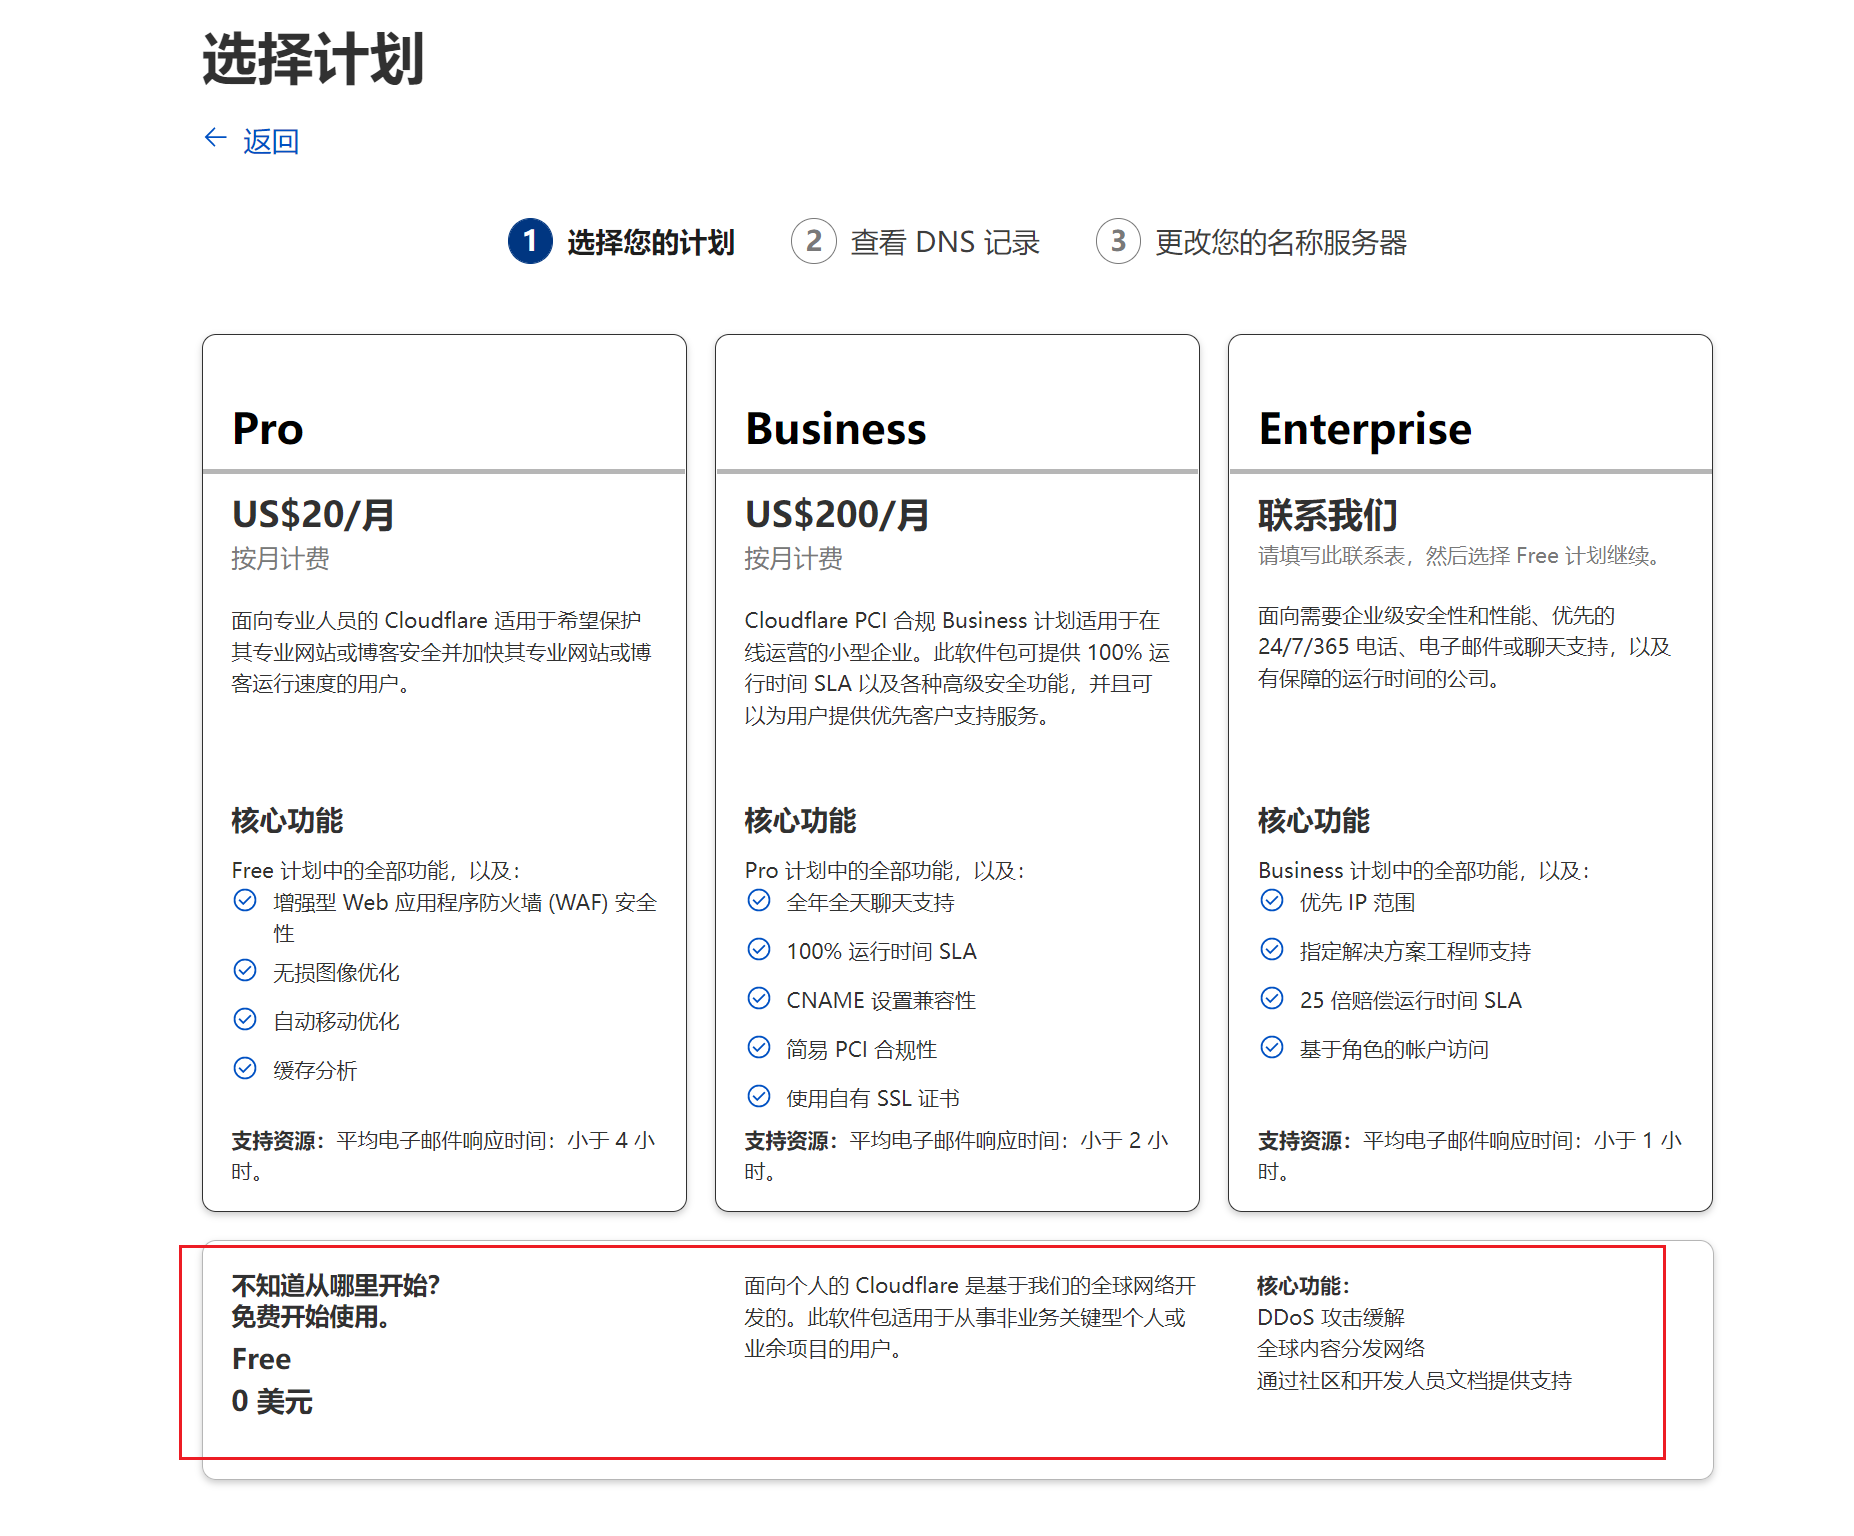 选择计划
返回
1 选择您的计划 2 查看 DNS 记录 3 更改您的名称服务器
Pro
US$20/月
按月计费
面向专业人员的 Cloudflare 适用于希望保护
其专业网站或博客安全并加快其专业网站或博
客运行速度的用户。
核心功能
Free 计划中的全部功能，以及：
增强型 Web 应用程序防火墙 (WAF) 安全
性
无损图像优化
自动移动优化
缓存分析
支持资源：平均电子邮件响应时间：小于 4 小
时。
Business
US$200/月
按月计费
Cloudflare PCI 合规 Business 计划适用于在
线运营的小型企业。此软件包可提供 100% 运
行时间 SLA 以及各种高级安全功能，并且可
以为用户提供优先客户支持服务。
核心功能
Pro 计划中的全部功能，以及：
全年全天聊天支持
100% 运行时间 SLA
CNAME 设置兼容性
简易 PCI 合规性
使用自有 SSL 证书
支持资源：平均电子邮件响应时间：小于 2 小
时。
Enterprise
联系我们
请填写此联系表，然后选择 Free 计划继续。
面向需要企业级安全性和性能、优先的
24/7/365 电话、电子邮件或聊天支持，以及
有保障的运行时间的公司。
核心功能
Business 计划中的全部功能，以及：
优先 IP 范围
指定解决方案工程师支持
25 倍赔偿运行时间 SLA
基于角色的帐户访问
支持资源：平均电子邮件响应时间：小于 1 小
时。
不知道从哪里开始？
免费开始使用。
Free
0 美元
面向个人的 Cloudflare 是基于我们的全球网络开
发的。此软件包适用于从事非业务关键型个人或
业余项目的用户。
核心功能：
DDoS 攻击缓解
全球内容分发网络
通过社区和开发人员文档提供支持